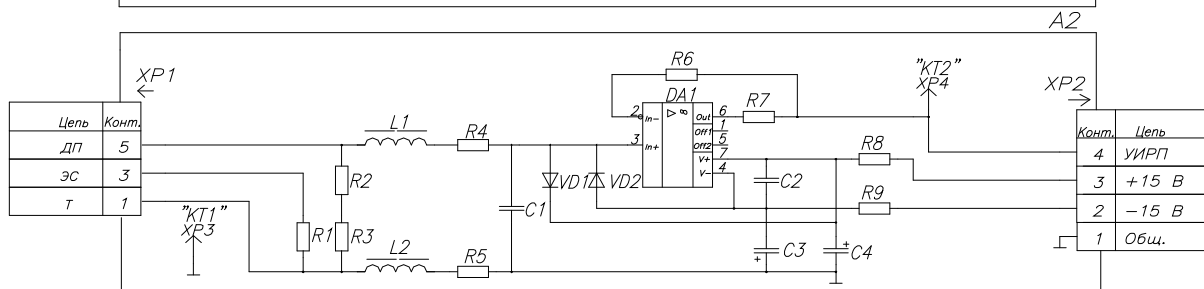 A2
XP1
"КТ2"
XP4
XP2
R6
DA1
R7
2
In-
▷ ∞
Out
6
Off1
1
Off2
5
3
In+
V+
7
V-
4
Цепь Конт.
ДП 5
ЭС 3
Т 1
L1
R4
R2
"КТ1"
XP3
R1
R3
L2
R5
C1
VD1
VD2
C2
C3
+
C4
+
R8
R9
Конт. Цепь
4 УИРП
3 +15 В
2 -15 В
1 Общ.